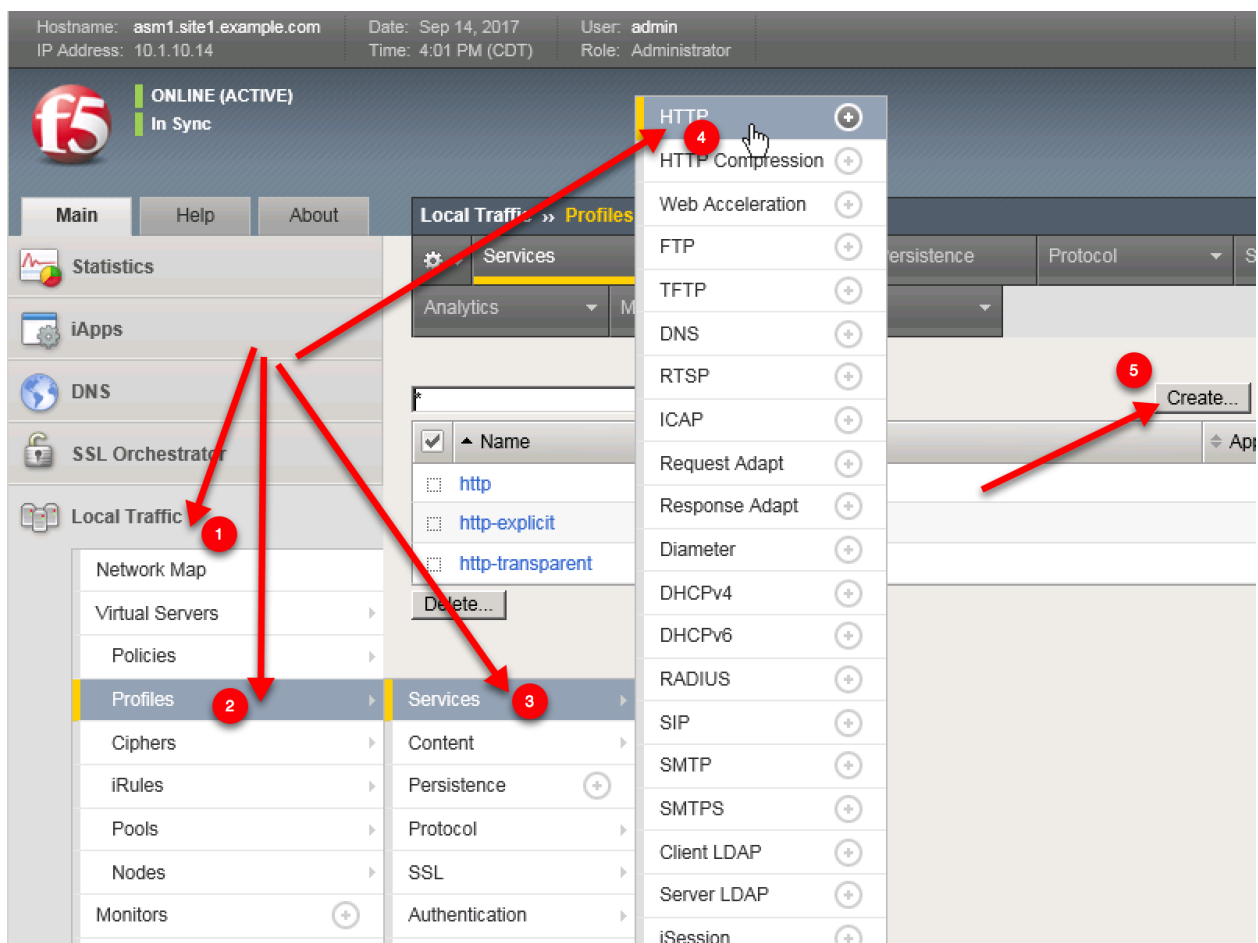 Hostname: asm1.site1.example.com Date: Sep 14, 2017 User: admin
IP Address: 10.1.10.14 Time: 4:01 PM (CDT) Role: Administrator
f5
ONLINE (ACTIVE)
In Sync
Main Help About
Statistics
iApps
DNS
SSL Orchestrator
Local Traffic
1
Network Map
Virtual Servers
Policies
Profiles
2
Ciphers
iRules
Pools
Nodes
Monitors
Services
3
Content
Persistence
Protocol
SSL
Authentication
HTTP
4
HTTP Compression
Web Acceleration
FTP
TFTP
DNS
RTSP
ICAP
Request Adapt
Response Adapt
Diameter
DHCPv4
DHCPv6
RADIUS
SIP
SMTP
SMTPS
Client LDAP
Server LDAP
iSession
Local Traffic ›› Profiles
Services ersistence Protocol S
Analytics M
*
5
Create...
Name App
http
http-explicit
http-transparent
Delete...